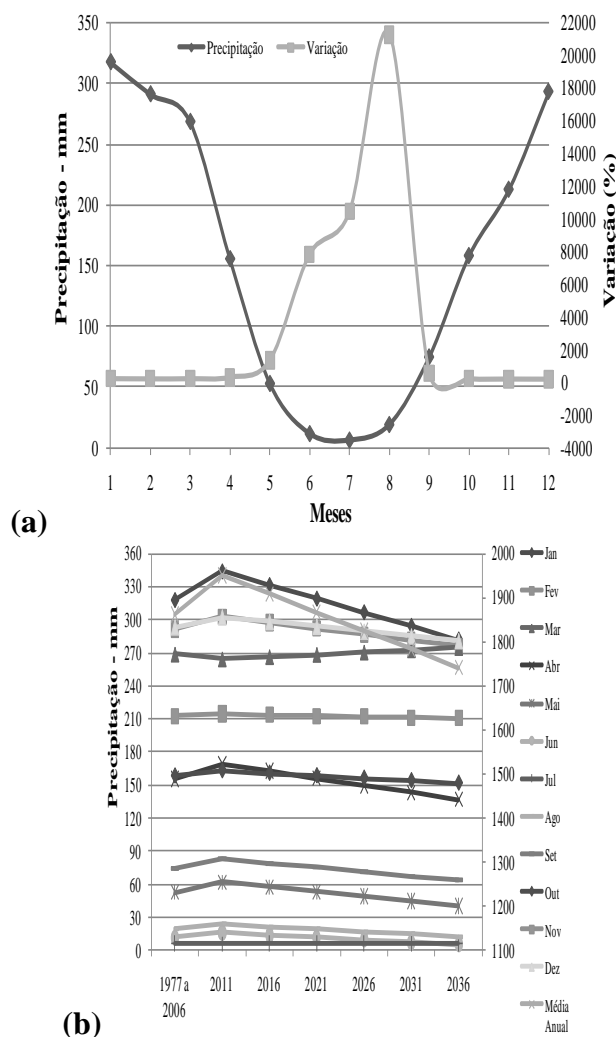 350
300
250
200
150
100
50
0
Precipitação - mm
Precipitação
Variação
22000
20000
18000
16000
14000
12000
10000
8000
6000
4000
2000
0
-2000
-4000
Variação (%)
1 2 3 4 5 6 7 8 9 10 11 12
Meses
(a)
360
330
300
270
240
210
180
150
120
90
60
30
0
Precipitação - mm
2000
1900
1800
1700
1600
1500
1400
1300
1200
1100
1977 a 2011 2016 2021 2026 2031 2036
2006
Jan
Fev
Mar
Abr
Mai
Jun
Jul
Ago
Set
Out
Nov
Dez
Média
Anual
(b)